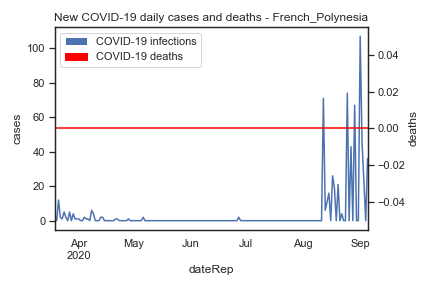 New COVID-19 daily cases and deaths - French_Polynesia
COVID-19 infections
COVID-19 deaths
100
80
60
40
20
0
cases
0.04
0.02
0.00
−0.02
−0.04
deaths
Apr
2020
May
Jun
Jul
Aug
Sep
dateRep